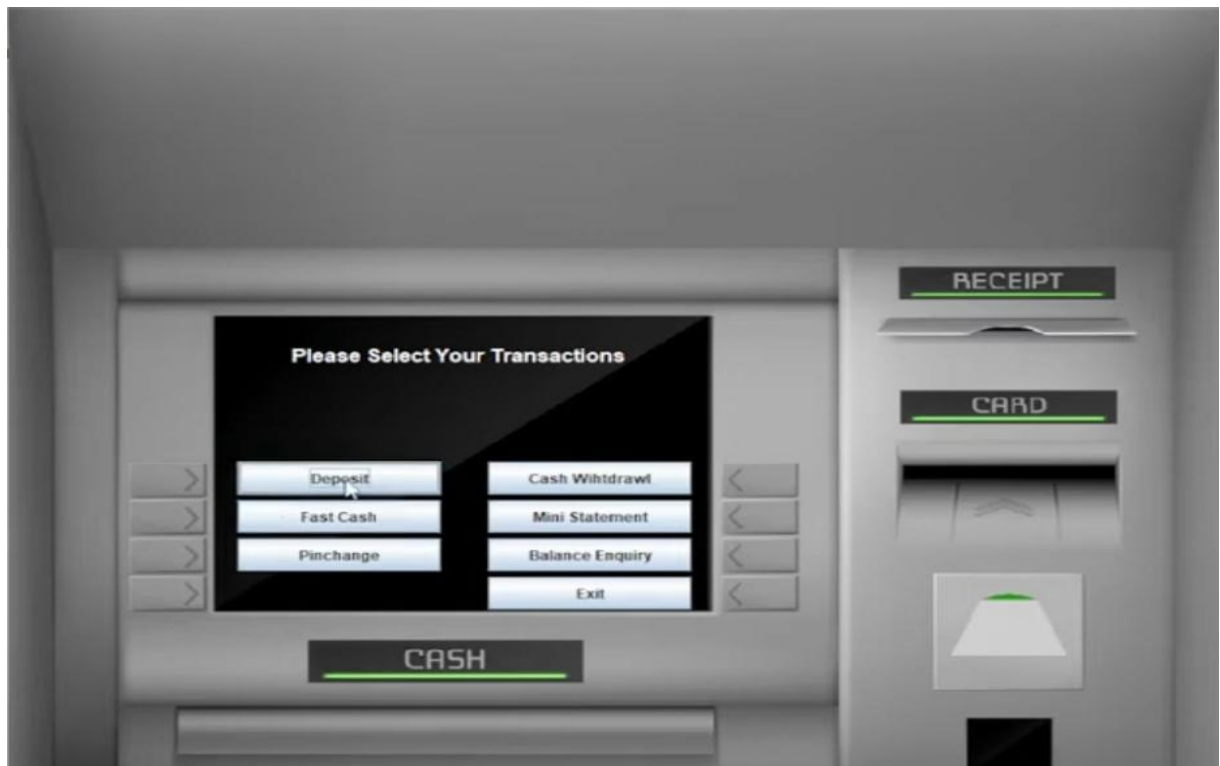 RECEIPT
Please Select Your Transactions
CARD
Deposit
Cash Wihtdrawl
Fast Cash
Mini Statement
Pinchange
Balance Enquiry
Exit
CASH